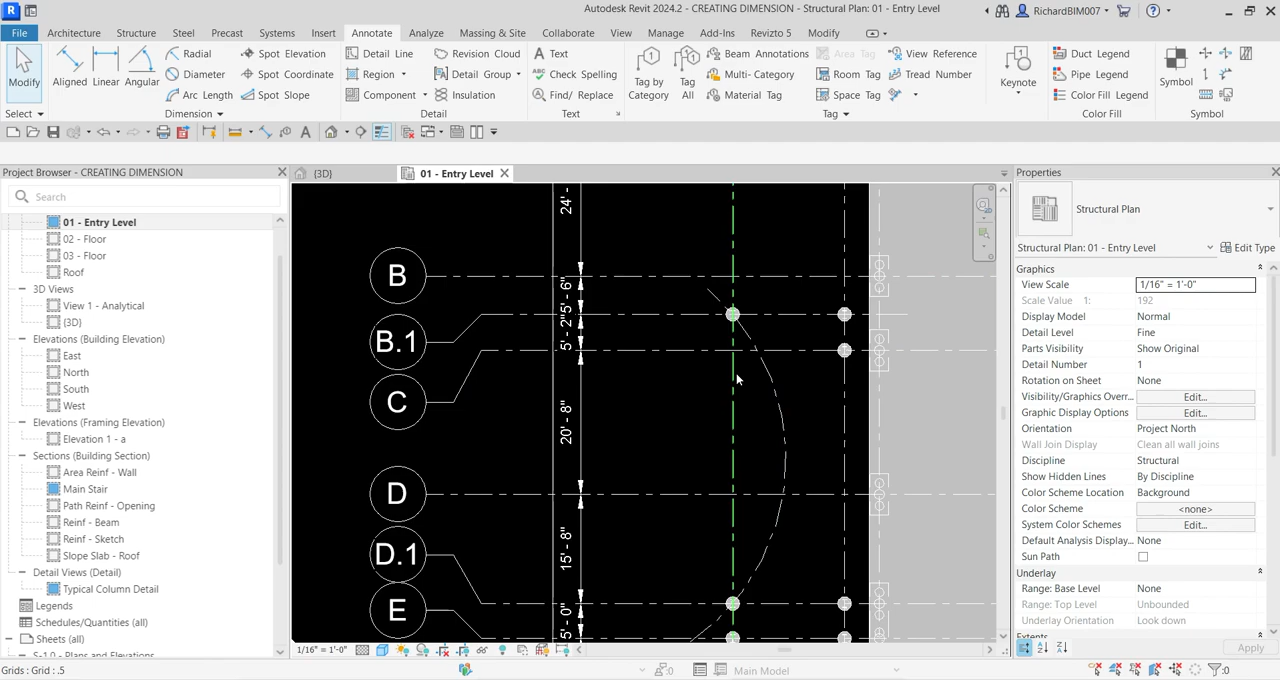 Autodesk Revit 2024.2 - CREATING DIMENSION - Structural Plan: 01 - Entry Level
RichardBIM007
File Architecture Structure Steel Precast Systems Insert Annotate Analyze Massing & Site Collaborate View Manage Add-Ins Revizto 5 Modify
Modify
Aligned Linear Angular
Radial
Diameter
Arc Length
Spot Elevation
Spot Coordinate
Spot Slope
Detail Line
Region
Component
Revision Cloud
Detail Group
Insulation
Text
Check Spelling
Find/ Replace
Tag by
Category
Tag
All
Beam Annotations
Multi- Category
Material Tag
Area Tag
Room Tag
Space Tag
View Reference
Tread Number
Keynote
Duct Legend
Pipe Legend
Color Fill Legend
Symbol
Select Dimension Detail Text Tag Color Fill Symbol
Project Browser - CREATING DIMENSION
Search
01 - Entry Level
02 - Floor
03 - Floor
Roof
3D Views
View 1 - Analytical
{3D}
Elevations (Building Elevation)
East
North
South
West
Elevations (Framing Elevation)
Elevation 1 - a
Sections (Building Section)
Area Reinf - Wall
Main Stair
Path Reinf - Opening
Reinf - Beam
Reinf - Sketch
Slope Slab - Roof
Detail Views (Detail)
Typical Column Detail
Legends
Schedules/Quantities (all)
Sheets (all)
{3D}
01 - Entry Level
24' -
B
5' - 6"
B.1
5' - 2"
C
20' - 8"
D
15' - 8"
D.1
E
5' - 0"
Properties
Structural Plan
Structural Plan: 01 - Entry Level
Edit Type
Graphics
View Scale 1/16" = 1'-0"
Scale Value 1: 192
Display Model Normal
Detail Level Fine
Parts Visibility Show Original
Detail Number 1
Rotation on Sheet None
Visibility/Graphics Overr... Edit...
Graphic Display Options Edit...
Orientation Project North
Wall Join Display Clean all wall joins
Discipline Structural
Show Hidden Lines By Discipline
Color Scheme Location Background
Color Scheme <none>
System Color Schemes Edit...
Default Analysis Display... None
Sun Path
Underlay
Range: Base Level None
Range: Top Level Unbounded
Underlay Orientation Look down
Extents
Apply
1/16" = 1'-0"
Grids : Grid : .5
:0
Main Model
:0